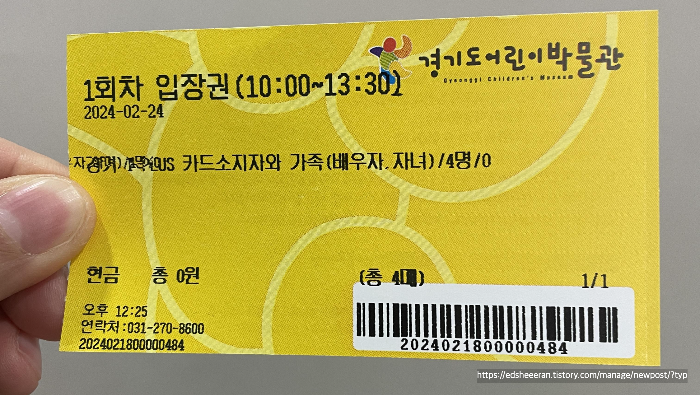 경기도어린이박물관
Gyeonggi Children's Museum
1회차 입장권(10:00~13:30)
2024-02-24
카드소지자와 가족(배우자.자녀)/4명/0
현금 총 0원
(총 4
1/1
오후 12:25
연락처:031-270-8600
2024021800000484
2024021800000484
https://edsheeeran.tistory.com/manage/newpost/?typ